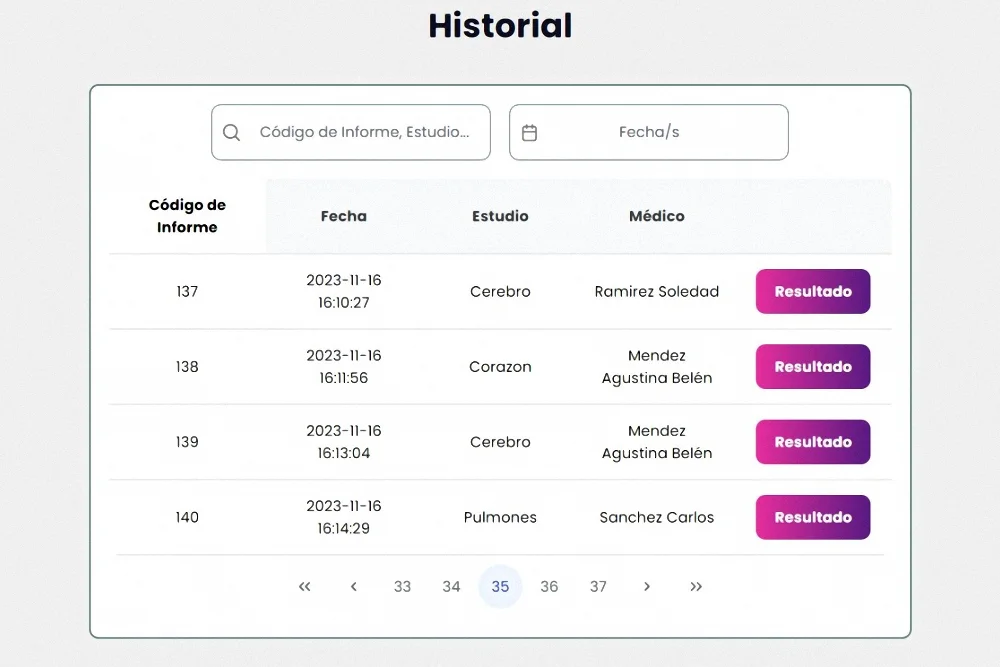 Historial
Código de Informe, Estudio...
Fecha/s
Código de
Informe
Fecha
Estudio
Médico
137
2023-11-16
16:10:27
Cerebro
Ramirez Soledad
Resultado
138
2023-11-16
16:11:56
Corazon
Mendez
Agustina Belén
Resultado
139
2023-11-16
16:13:04
Cerebro
Mendez
Agustina Belén
Resultado
140
2023-11-16
16:14:29
Pulmones
Sanchez Carlos
Resultado
« ‹ 33 34 35 36 37 › »